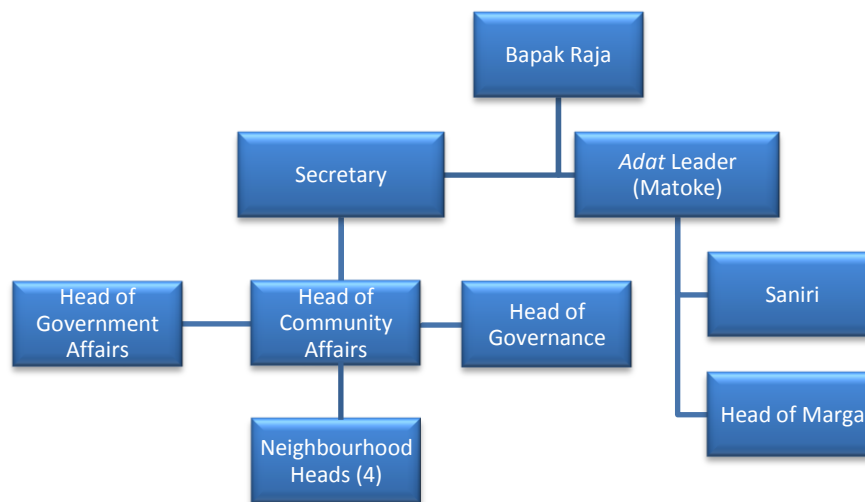 Bapak Raja
Secretary
Adat Leader
(Matoke)
Head of
Government
Affairs
Head of
Community
Affairs
Head of
Governance
Saniri
Neighbourhood
Heads (4)
Head of Marga